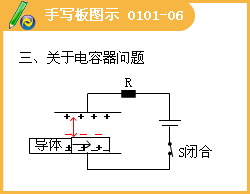 手写板图示 0101-06
三、关于电容器问题
R
+ + + +
导体
S闭合